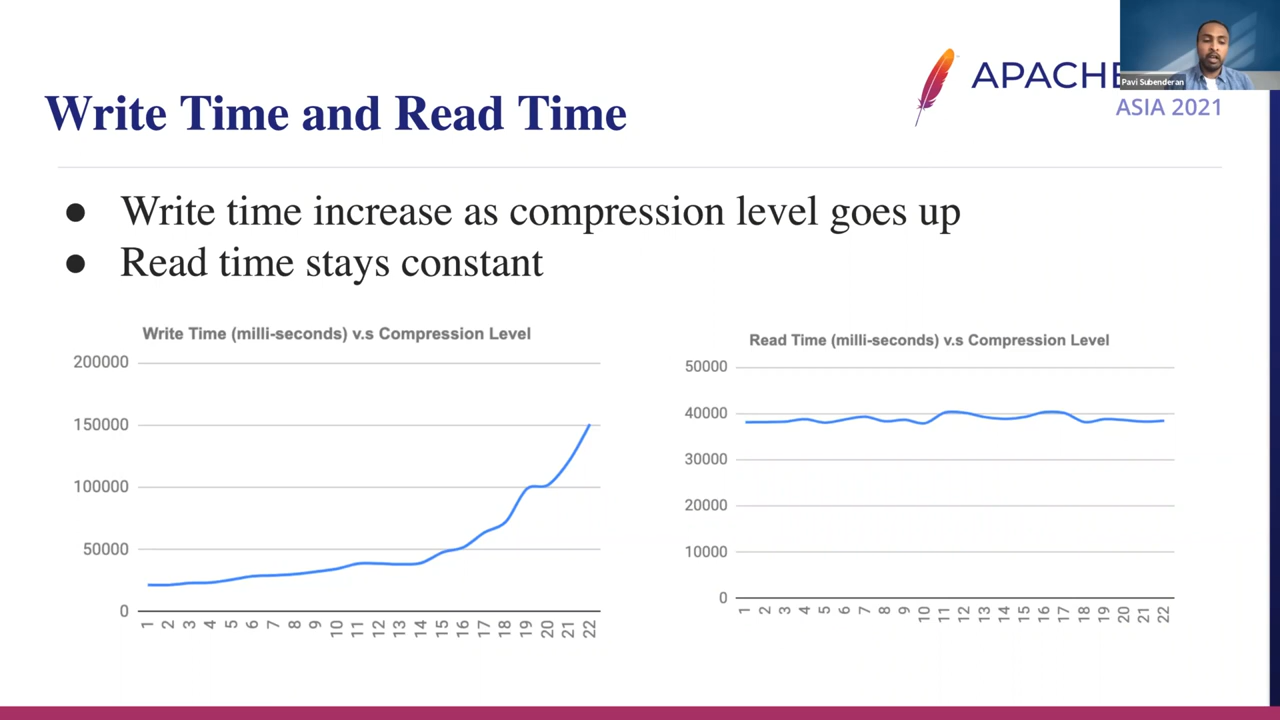 APACHE
Pavi Subenderan
ASIA 2021
Write Time and Read Time
● Write time increase as compression level goes up
● Read time stays constant
Write Time (milli-seconds) v.s Compression Level
200000
150000
100000
50000
0
1 2 3 4 5 6 7 8 9 10 11 12 13 14 15 16 17 18 19 20 21 22
Read Time (milli-seconds) v.s Compression Level
50000
40000
30000
20000
10000
0
1 2 3 4 5 6 7 8 9 10 11 12 13 14 15 16 17 18 19 20 21 22